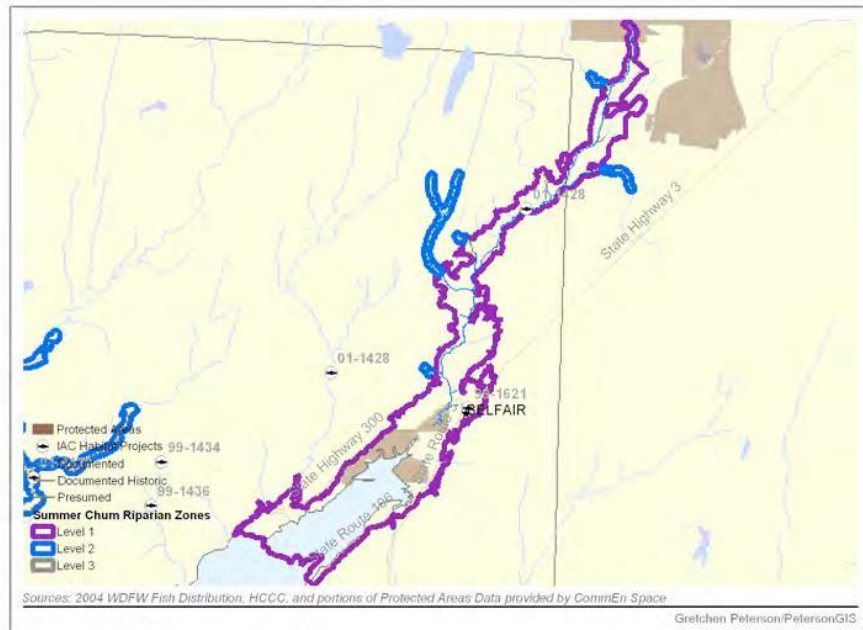 01-1428
State Highway 3
01-1428
98-1621
BELFAIR
State Highway 300
State Route
Protected Areas
IAC Habitat Projects
99-1434
Documented
Documented Historic
Presumed
99-1436
State Route 106
Summer Chum Riparian Zones
Level 1
Level 2
Level 3
Sources: 2004 WDFW Fish Distribution, HCCC, and portions of Protected Areas Data provided by CommEn Space
Gretchen Peterson/PetersonGIS